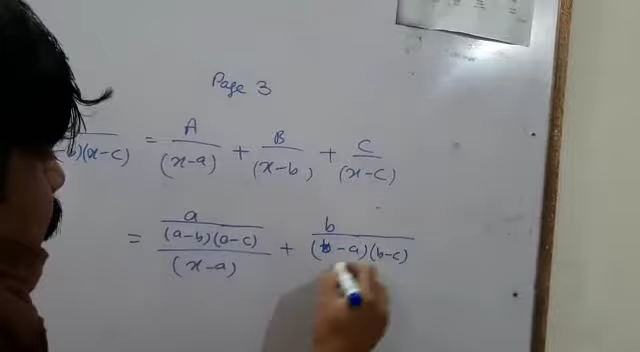 Page 3
-b)(x-c) = A/(x-a) + B/(x-b) + C/(x-c)
= a/(a-b)(a-c)/(x-a) + b/(b-a)(b-c)